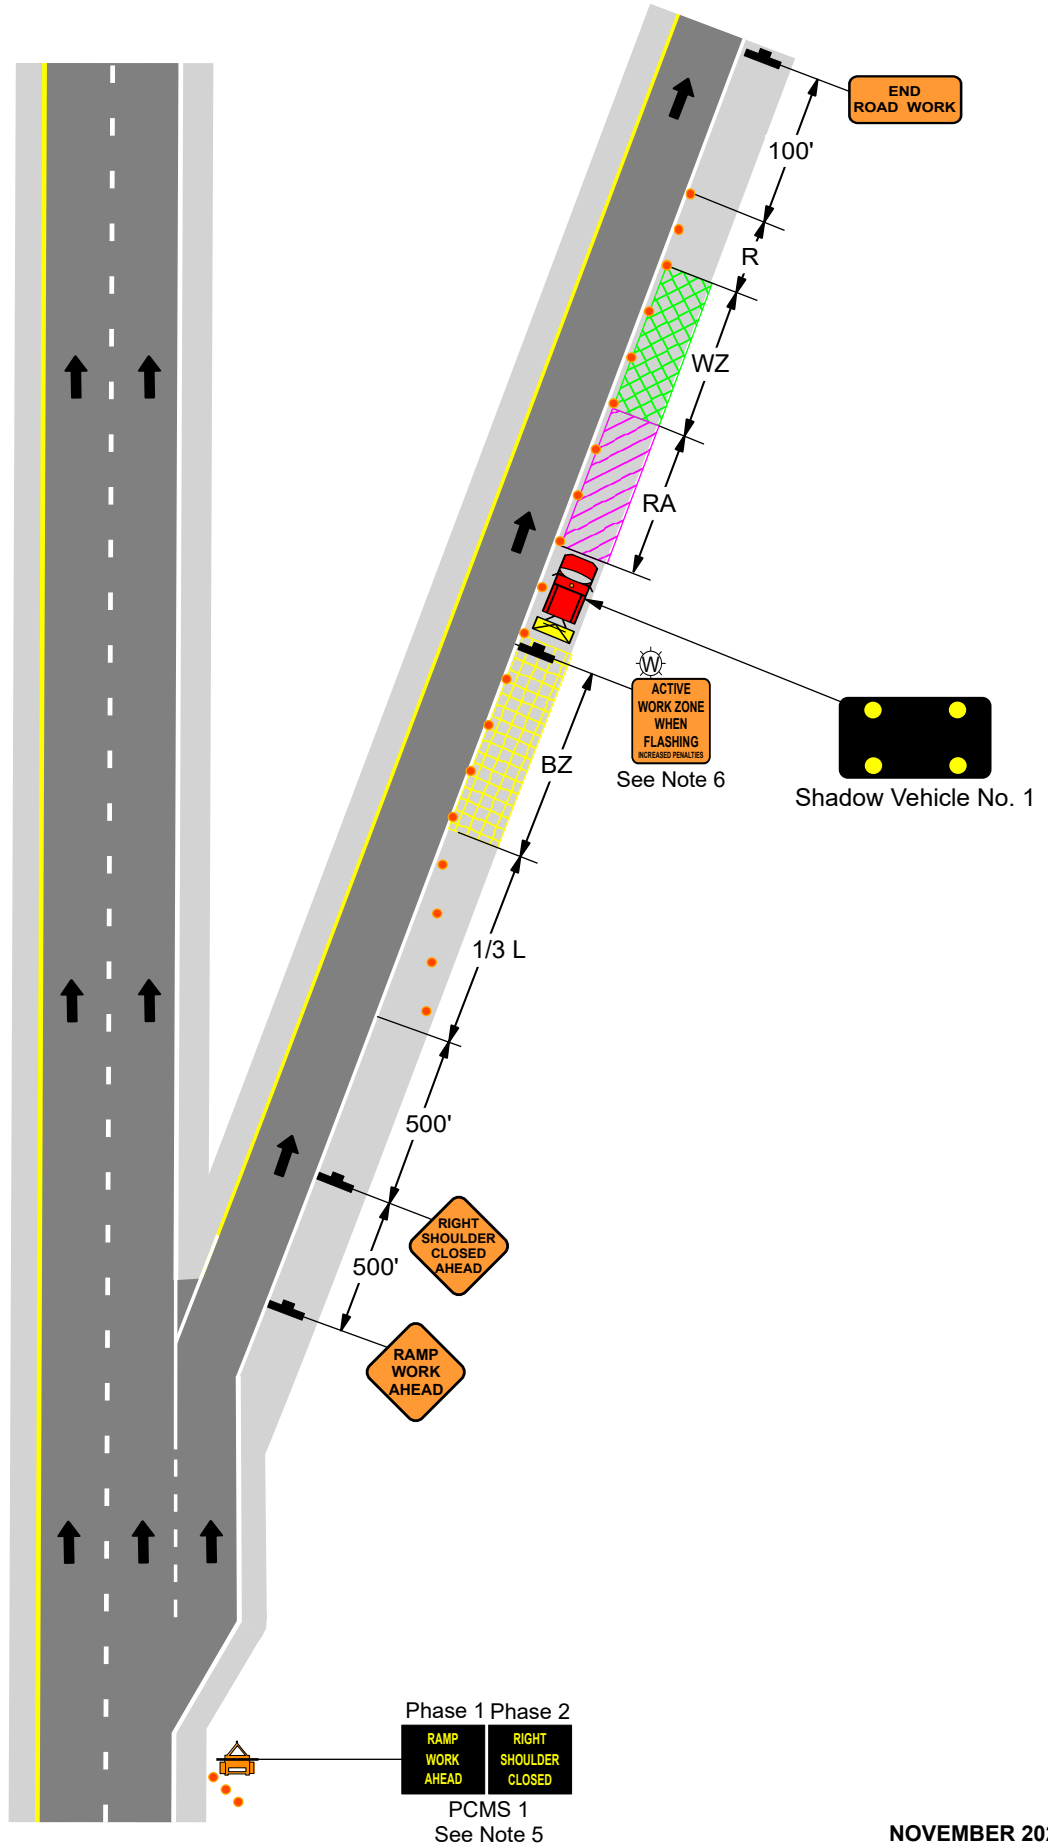 END
ROAD WORK
100'
R
WZ
RA
W
ACTIVE
WORK ZONE
WHEN
FLASHING
INCREASED PENALTIES
See Note 6
BZ
Shadow Vehicle No. 1
1/3 L
500'
RIGHT
SHOULDER
CLOSED
AHEAD
500'
RAMP
WORK
AHEAD
Phase 1 Phase 2
RAMP
WORK
AHEAD
RIGHT
SHOULDER
CLOSED
PCMS 1
See Note 5
NOVEMBER